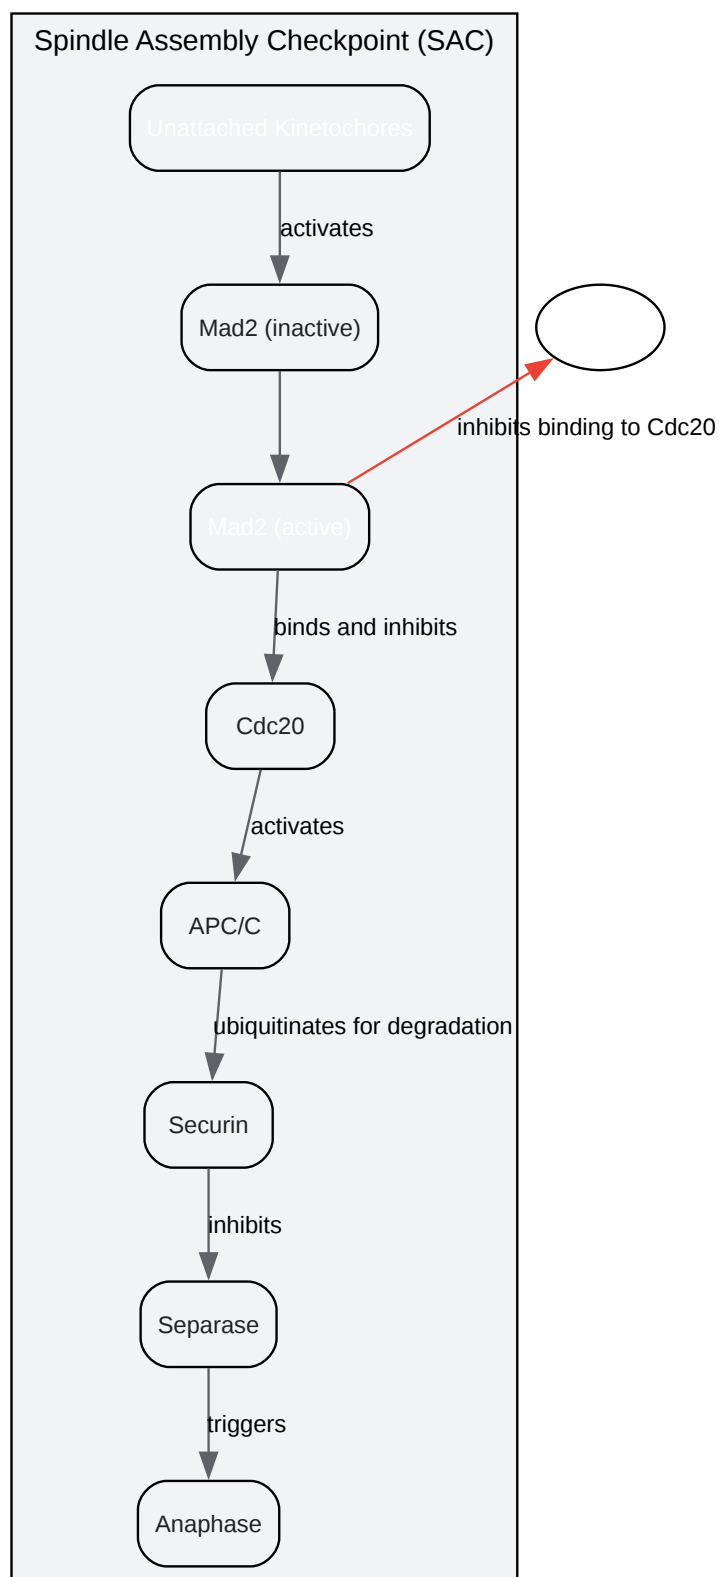 Spindle Assembly Checkpoint (SAC)
Unattached Kinetochores
activates
Mad2 (inactive)
inhibits binding to Cdc20
Mad2 (active)
binds and inhibits
Cdc20
activates
APC/C
ubiquitinates for degradation
Securin
inhibits
Separase
triggers
Anaphase